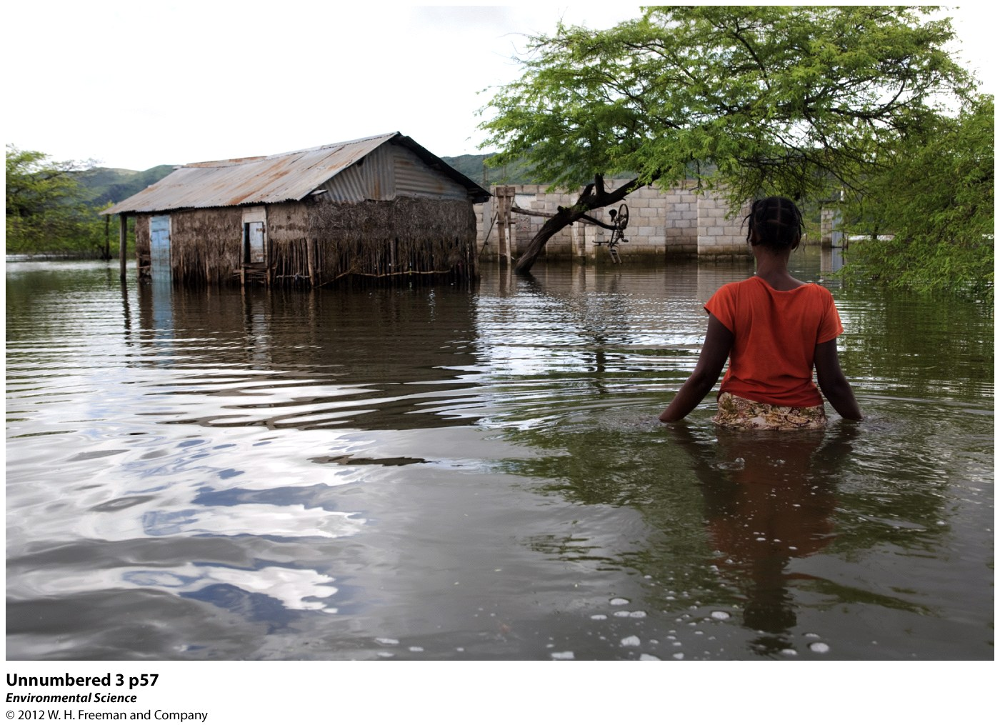 Unnumbered 3 p57
Environmental Science
© 2012 W. H. Freeman and Company